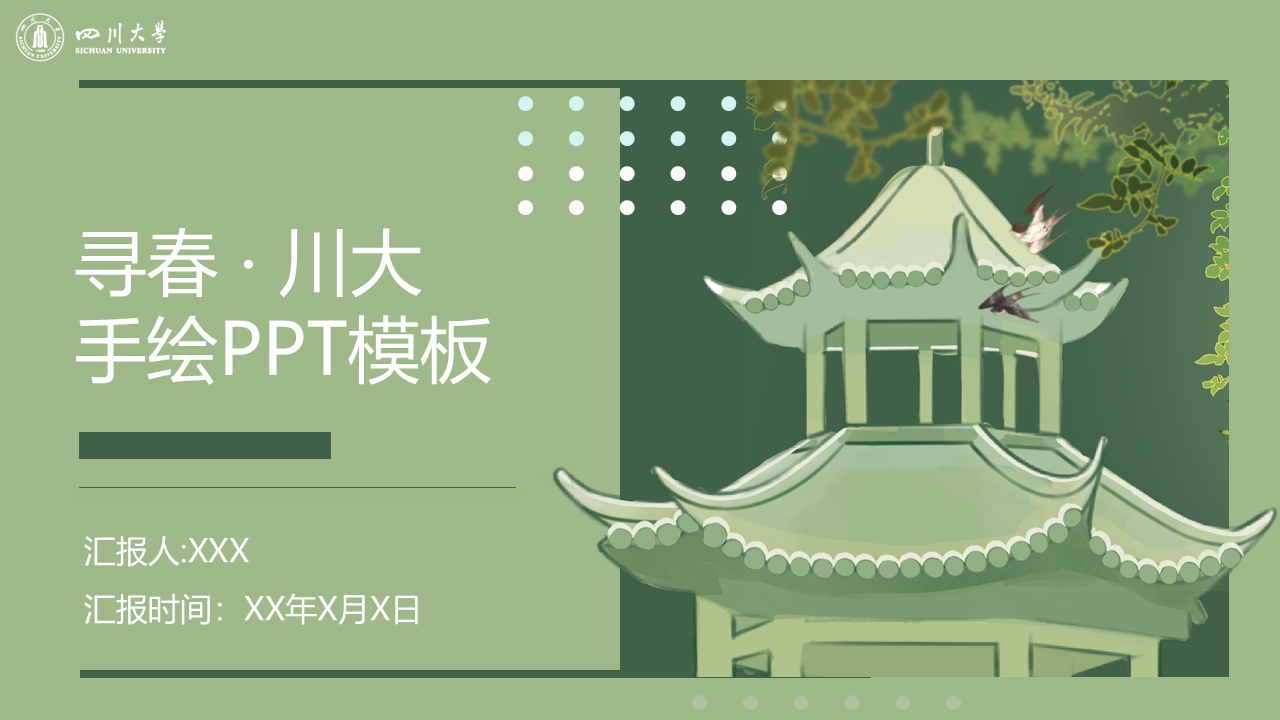 四川大學
SICHUAN UNIVERSITY
寻春 · 川大
手绘PPT模板
汇报人:XXX
汇报时间：XX年X月X日